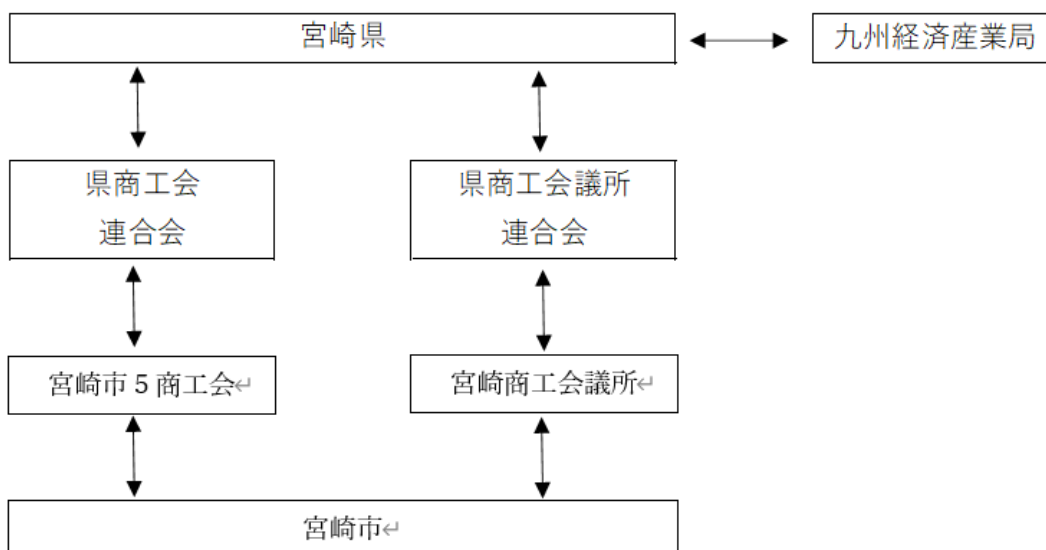 宮崎県
九州経済産業局
県商工会
連合会
県商工会議所
連合会
宮崎市5商工会↵
宮崎商工会議所↵
宮崎市↵